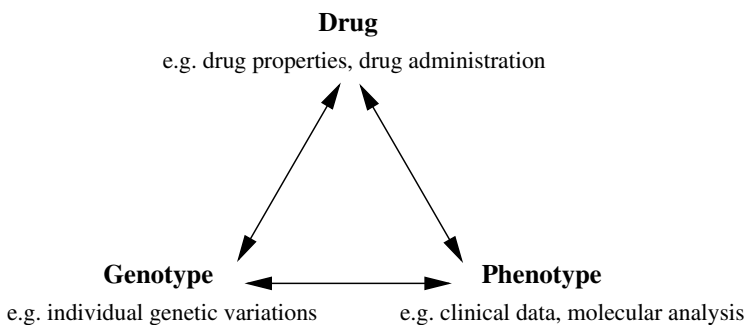 Drug
e.g. drug properties, drug administration
Genotype
Phenotype
e.g. individual genetic variations
e.g. clinical data, molecular analysis